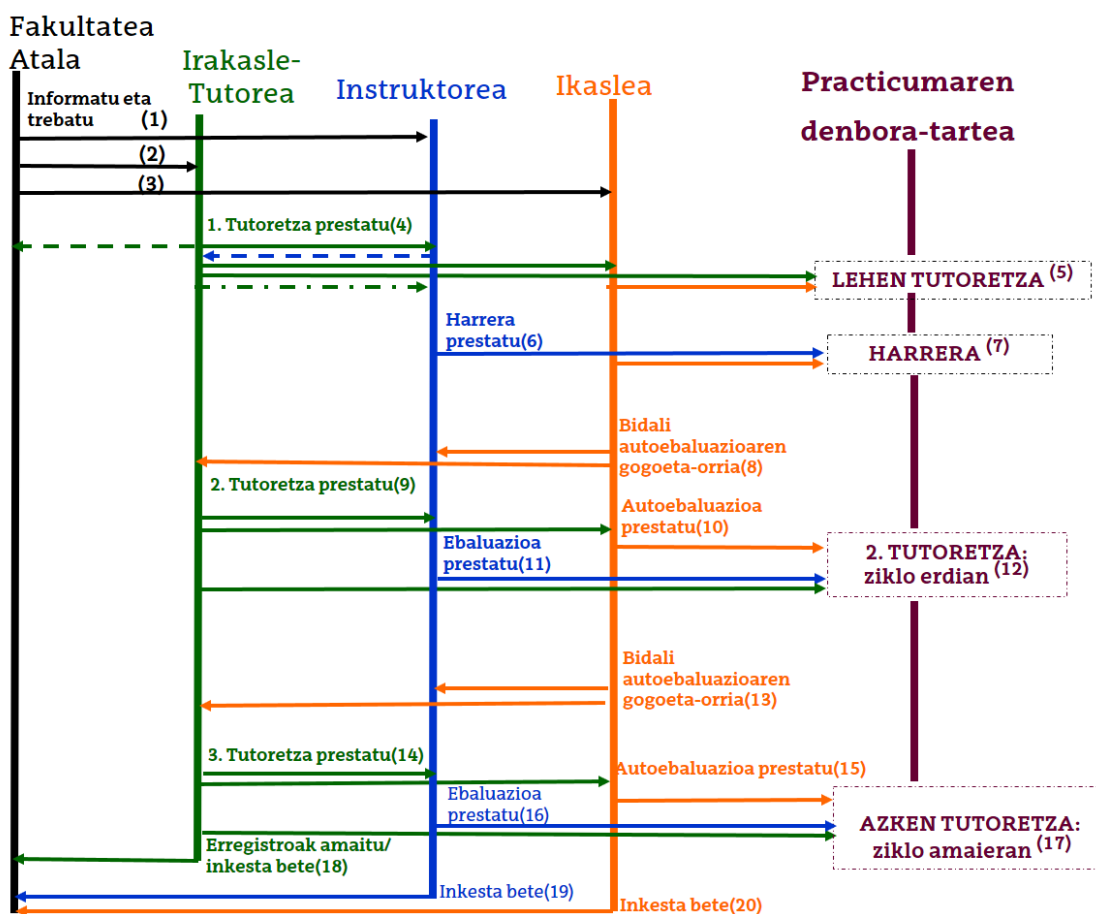 Fakultatea
Atala
Irakasle-
Tutorea
Instruktorea
Ikaslea
Practicumaren
denbora-tartea
Informatu eta
trebatu (1)
(2)
(3)
1. Tutoretza prestatu(4)
LEHEN TUTORETZA (5)
Harrera
prestatu(6)
HARRERA (7)
Bidali
autoebaluazioaren
gogoeta-orria(8)
2. Tutoretza prestatu(9)
Autoebaluazioa
prestatu(10)
Ebaluazioa
prestatu(11)
2. TUTORETZA:
ziklo erdian (12)
Bidali
autoebaluazioaren
gogoeta-orria(13)
3. Tutoretza prestatu(14)
Autoebaluazioa prestatu(15)
Ebaluazioa
prestatu(16)
AZKEN TUTORETZA:
ziklo amaieran (17)
Erregistroak amaitu/
inkesta bete(18)
Inkesta bete(19)
Inkesta bete(20)